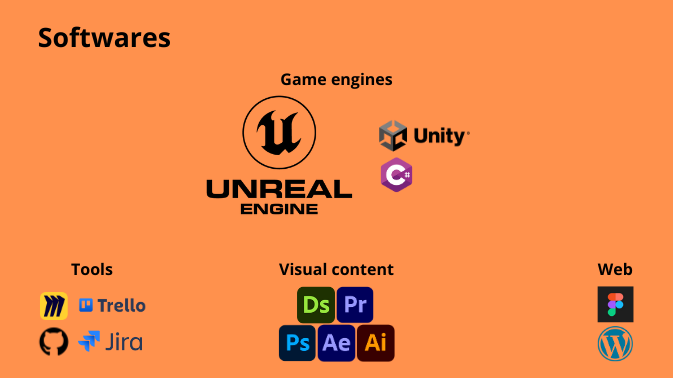 Softwares
Game engines
UNREAL
ENGINE
Unity
C#
Tools
Visual content
Web
Trello
Jira
Ds Pr
Ps Ae Ai